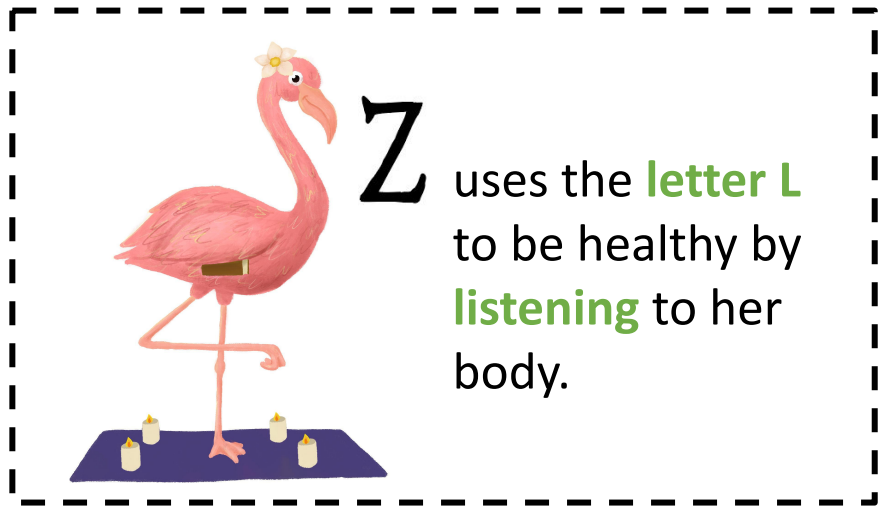 Z
uses the letter L
to be healthy by
listening to her
body.